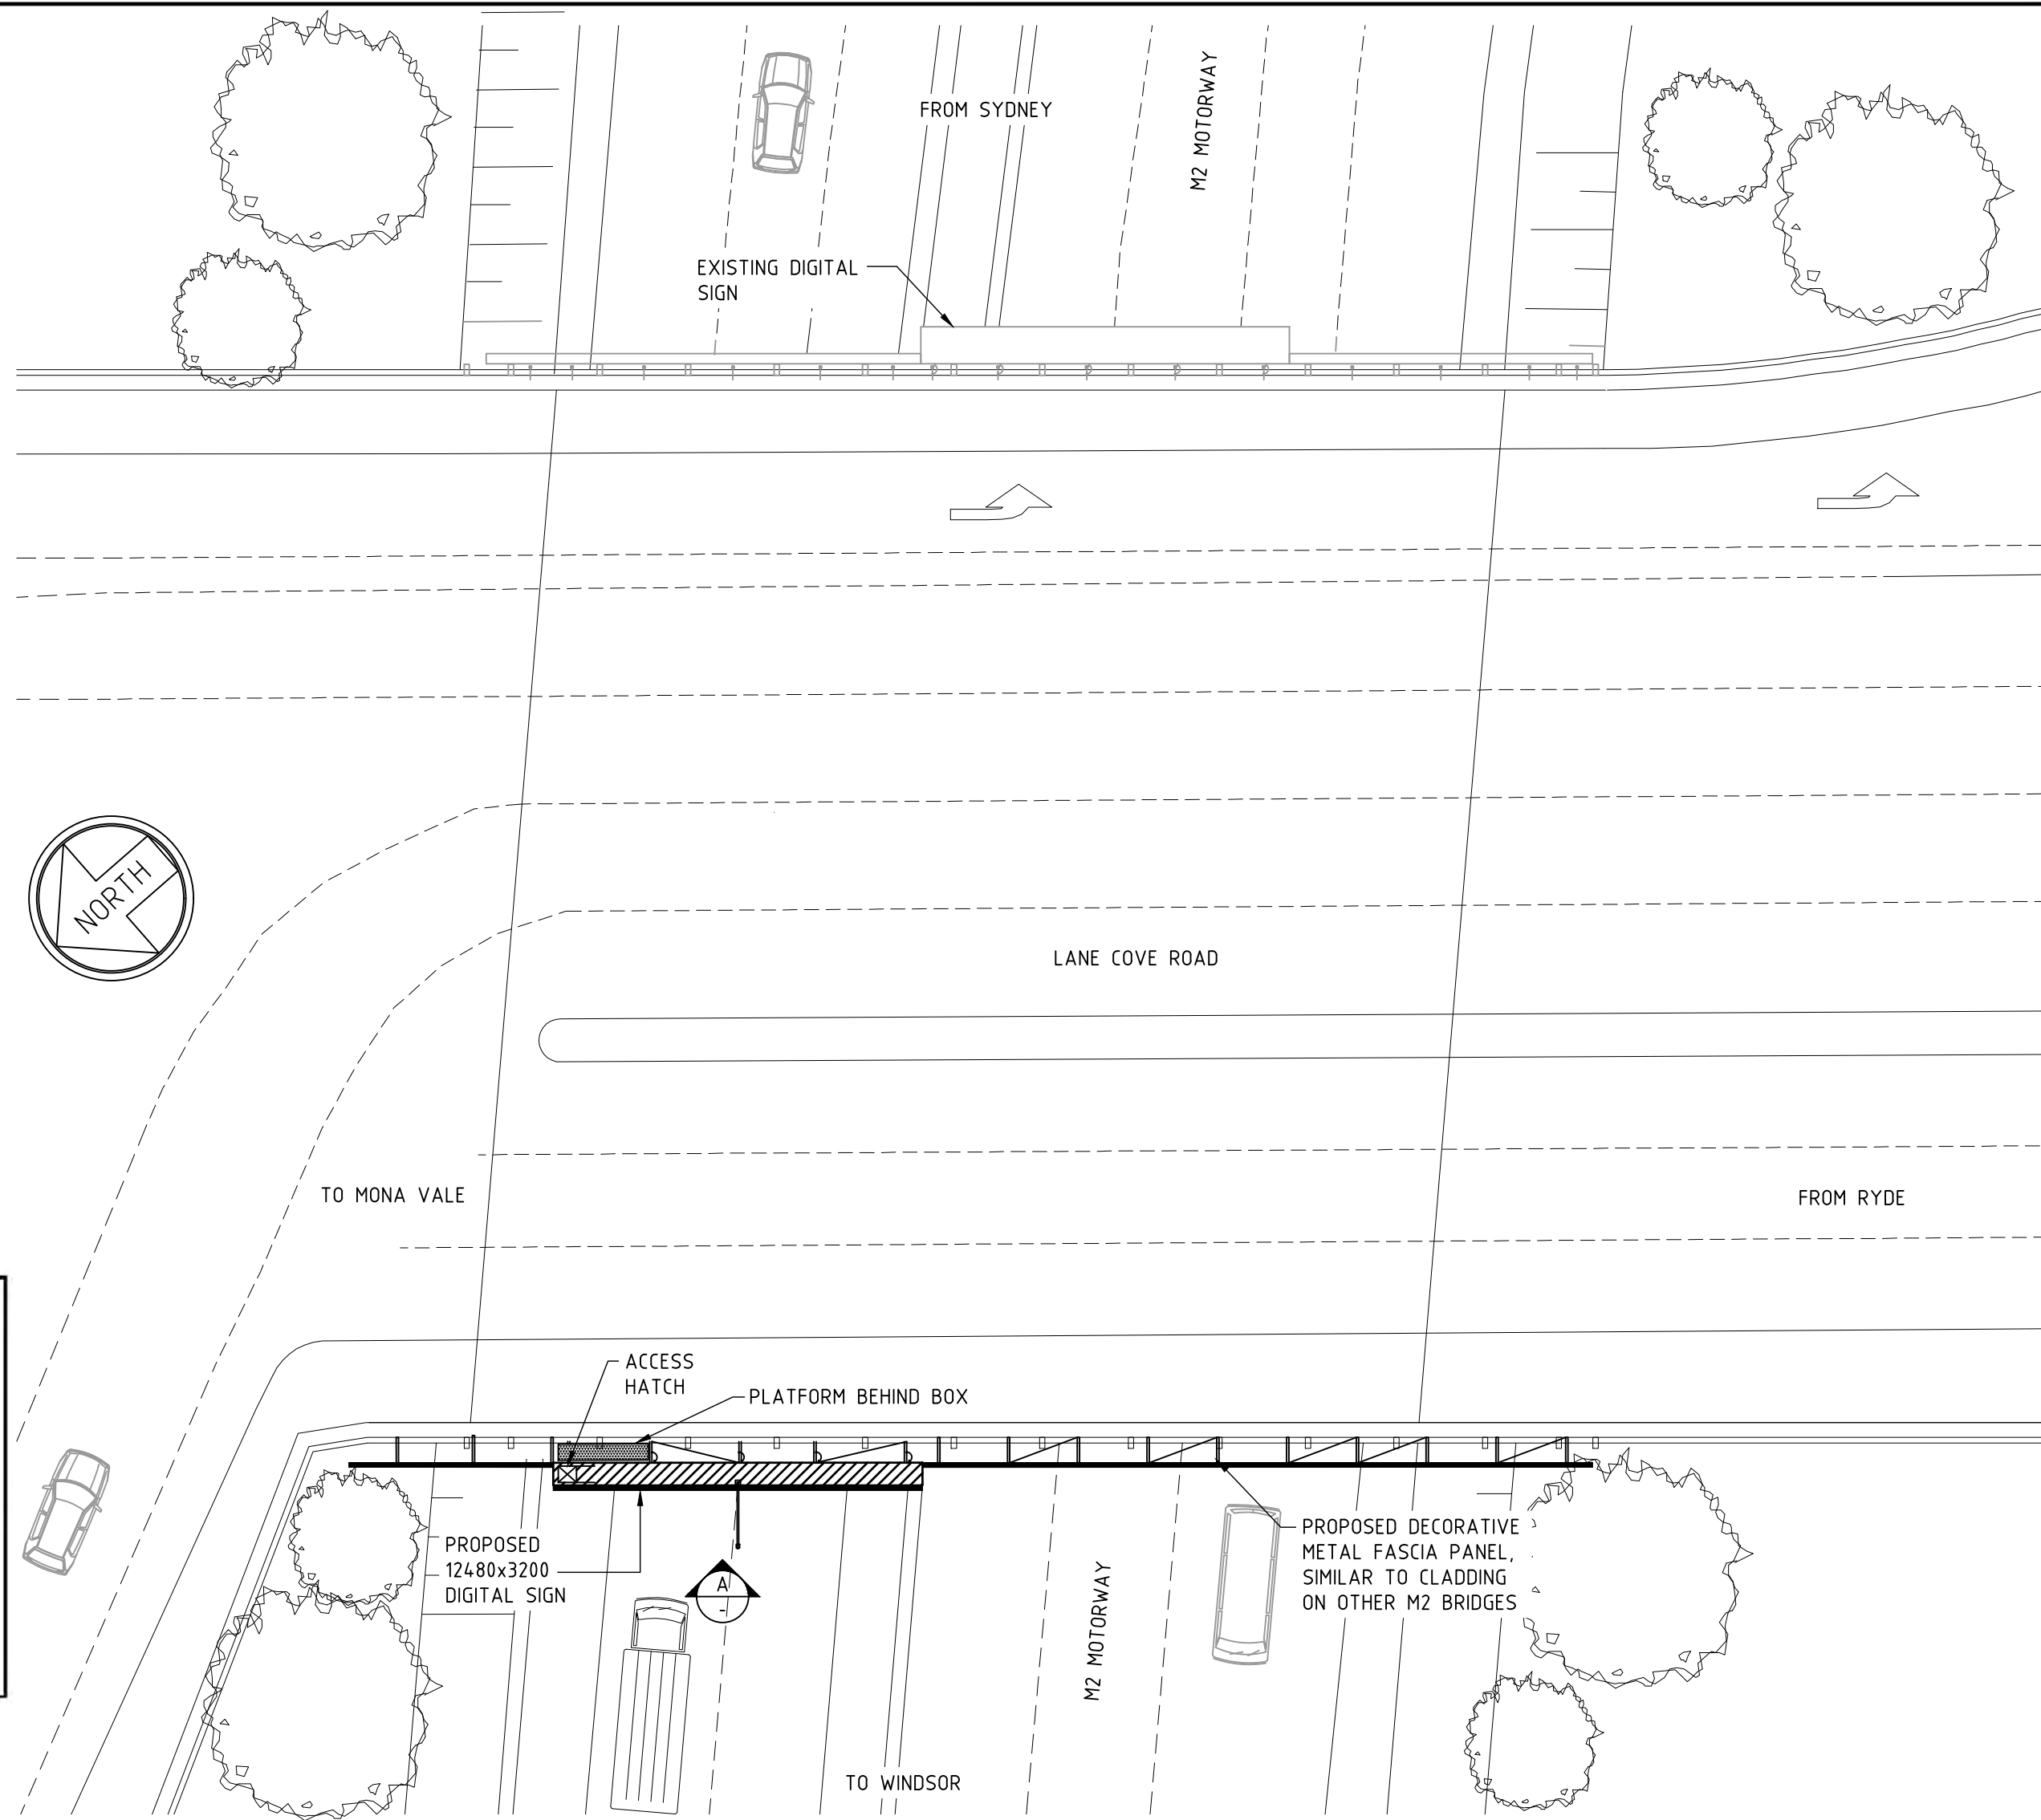 FROM SYDNEY
M2 MOTORWAY
EXISTING DIGITAL
SIGN
NORTH
LANE COVE ROAD
TO MONA VALE
FROM RYDE
ACCESS
HATCH
PLATFORM BEHIND BOX
PROPOSED
12480x3200
DIGITAL SIGN
A
-
M2 MOTORWAY
PROPOSED DECORATIVE
METAL FASCIA PANEL,
SIMILAR TO CLADDING
ON OTHER M2 BRIDGES
TO WINDSOR